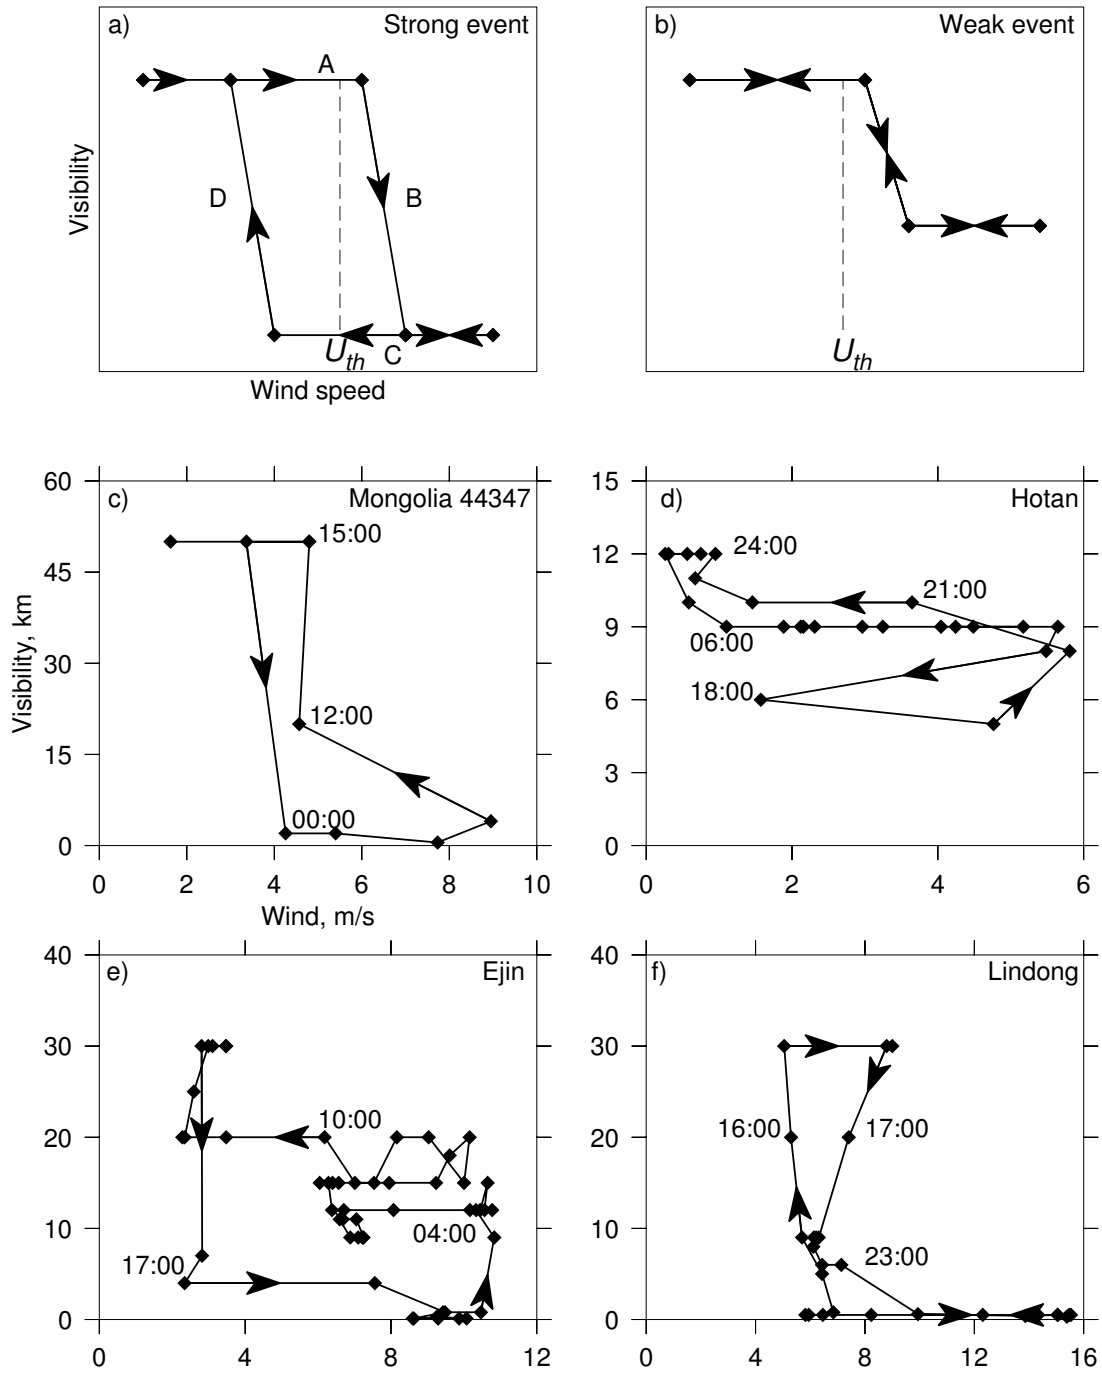 a) Strong event
A
Visibility
D B
U_th C
Wind speed
b) Weak event
U_th
c) Mongolia 44347
60
15:00
Visibility, km
30
12:00
15
00:00
0
0 2 4 6 8 10
Wind, m/s
d) Hotan
15
24:00
12
21:00
9
06:00
18:00
6
3
0
0 2 4 6
e) Ejin
40
30
10:00
20
10
04:00
17:00
0
0 4 8 12
f) Lindong
40
30
16:00 17:00
20
10
23:00
0
0 4 8 12 16